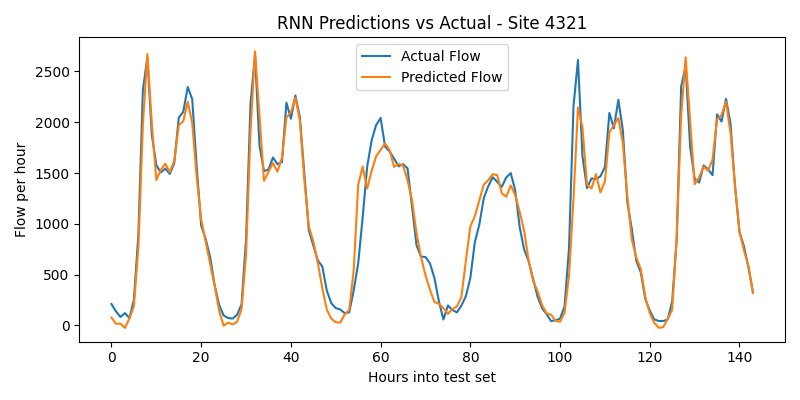 RNN Predictions vs Actual - Site 4321
Actual Flow
Predicted Flow
Flow per hour
2500
2000
1500
1000
500
0
0 20 40 60 80 100 120 140
Hours into test set